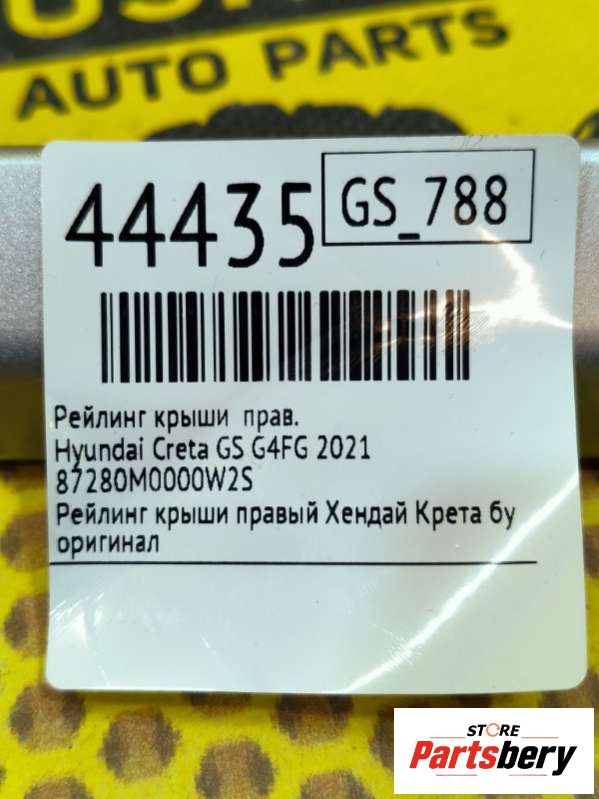 AUTO PARTS
44435
GS_788
Рейлинг крыши прав.
Hyundai Creta GS G4FG 2021
87280M0000W2S
Рейлинг крыши правый Хендай Крета бу
оригинал
STORE
Partsbery